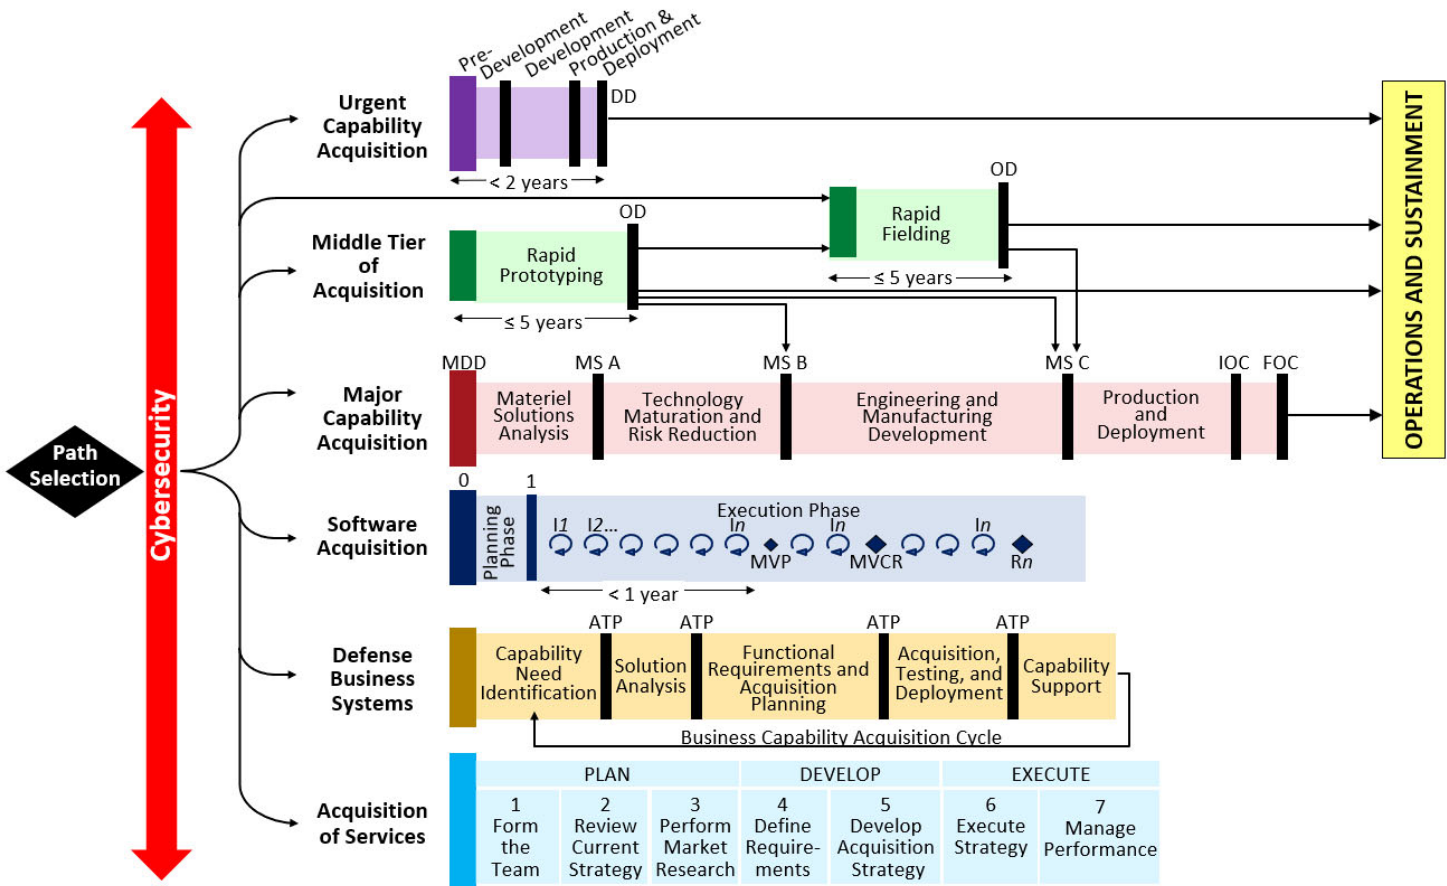 Pre-
Development
Development
Production &
Deployment
DD
Urgent
Capability
Acquisition
< 2 years
OPERATIONS AND SUSTAINMENT
OD
Rapid
Fielding
≤ 5 years
OD
Middle Tier
of
Acquisition
Rapid
Prototyping
≤ 5 years
MDD
MS A
MS B
MS C
IOC
FOC
Major
Capability
Acquisition
Materiel
Solutions
Analysis
Technology
Maturation and
Risk Reduction
Engineering and
Manufacturing
Development
Production
and
Deployment
Path
Selection
Cybersecurity
0
1
Software
Acquisition
Planning
Phase
Execution Phase
I1
I2...
In
In
In
MVP
MVCR
Rn
< 1 year
ATP
ATP
ATP
ATP
Defense
Business
Systems
Capability
Need
Identification
Solution
Analysis
Functional
Requirements and
Acquisition
Planning
Acquisition,
Testing, and
Deployment
Capability
Support
Business Capability Acquisition Cycle
Acquisition
of Services
PLAN
DEVELOP
EXECUTE
1
Form
the
Team
2
Review
Current
Strategy
3
Perform
Market
Research
4
Define
Require-
ments
5
Develop
Acquisition
Strategy
6
Execute
Strategy
7
Manage
Performance